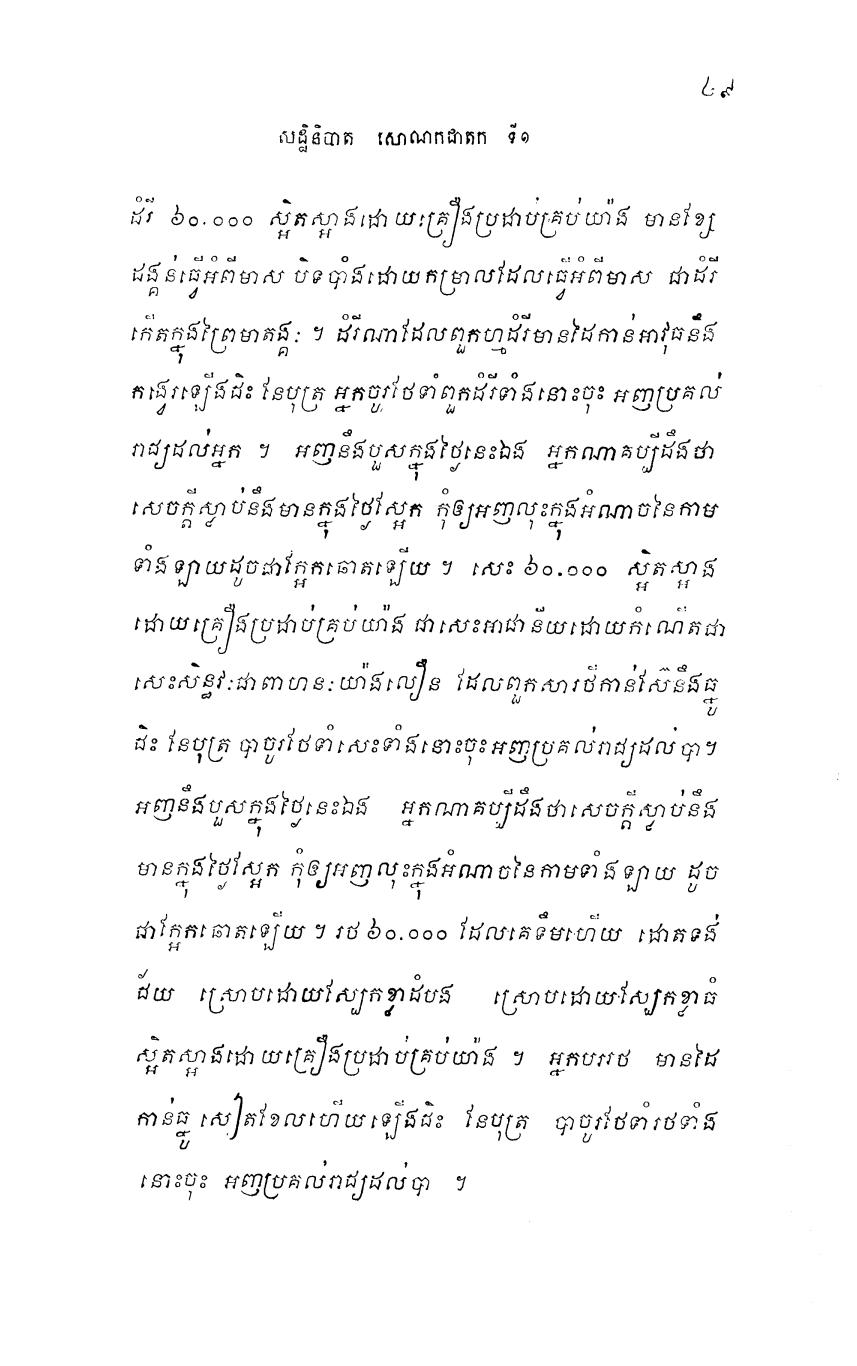 ៤៩
សដ្ឋិនិបាត សោណកជាតក ទី១
ដំរី ៦០.០០០ ស្អិតស្អាងដោយគ្រឿងប្រដាប់គ្រប់យ៉ាង មានខ្សែ
ដង្គន់ធ្វើអំពីមាស បិទបាំងដោយកម្រាលដែលធ្វើអំពីមាស ជាដំរី
កើតក្នុងព្រៃមាតង្គៈ ។ ដំរីណាដែលពួកហ្មដំរីមានដៃកាន់អាវុធនឹង
កង្វេរឡើងជិះ នែបុត្រ អ្នកចូរថែទាំពួកដំរីទាំងនោះចុះ អញប្រគល់
រាជ្យដល់អ្នក ។ អញនឹងបួសក្នុងថ្ងៃនេះឯង អ្នកណាគប្បីដឹងថា
សេចក្តីស្លាប់នឹងមានក្នុងថ្ងៃស្អែក កុំឲ្យអញលុះក្នុងអំណាចនៃកាម
ទាំងឡាយដូចជាក្អែកឆោតឡើយ ។ សេះ ៦០.០០០ ស្អិតស្អាង
ដោយគ្រឿងប្រដាប់គ្រប់យ៉ាង ជាសេះអាជានីយដោយកំណើតជា
សេះសិន្ធវៈជាពាហនៈយ៉ាងលឿន ដែលពួកសារថីកាន់ស៊ែនឹងធ្នូ
ជិះ នែបុត្រ បាចូរថែទាំសេះទាំងនោះចុះអញប្រគល់រាជ្យដល់បា។
អញនឹងបួសក្នុងថ្ងៃនេះឯង អ្នកណាគប្បីដឹងថាសេចក្តីស្លាប់នឹង
មានក្នុងថ្ងៃស្អែក កុំឲ្យអញលុះក្នុងអំណាចនៃកាមទាំងឡាយ ដូច
ជាក្អែកឆោតឡើយ ។ រថ ៦០.០០០ ដែលគេទឹមហើយ ដោតទង់
ជ័យ ស្រោបដោយស្បែកខ្លាដំបង ស្រោបដោយស្បែកខ្លាធំ
ស្អិតស្អាងដោយគ្រឿងប្រដាប់គ្រប់យ៉ាង ។ អ្នកបររថ មានដៃ
កាន់ធ្នូ សៀតខែលហើយឡើងជិះ នែបុត្រ បាចូរថែទាំរថទាំង
នោះចុះ អញប្រគល់រាជ្យដល់បា ។